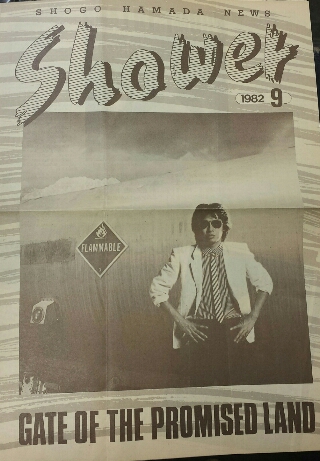 SHOGO HAMADA NEWS
Shower
1982 9
FLAMMABLE
GATE OF THE PROMISED LAND